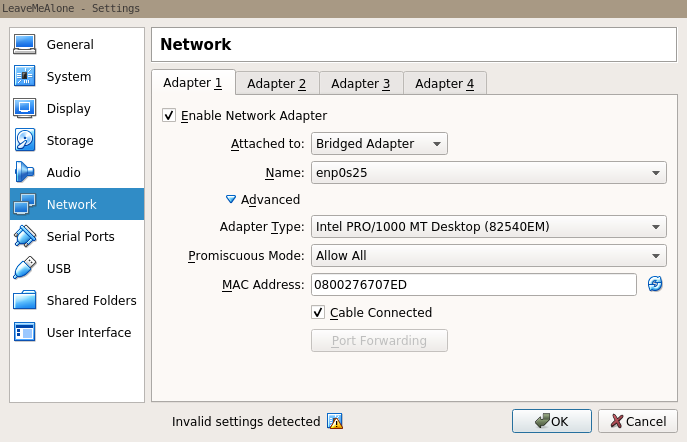 LeaveMeAlone - Settings
General
System
Display
Storage
Audio
Network
Serial Ports
USB
Shared Folders
User Interface
Network
Adapter 1 Adapter 2 Adapter 3 Adapter 4
Enable Network Adapter
Attached to: Bridged Adapter
Name: enp0s25
Advanced
Adapter Type: Intel PRO/1000 MT Desktop (82540EM)
Promiscuous Mode: Allow All
MAC Address: 0800276707ED
Cable Connected
Port Forwarding
Invalid settings detected OK Cancel